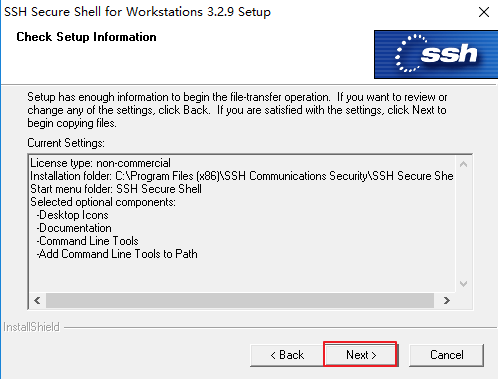 SSH Secure Shell for Workstations 3.2.9 Setup
Check Setup Information
ssh
Setup has enough information to begin the file-transfer operation. If you want to review or
change any of the settings, click Back. If you are satisfied with the settings, click Next to
begin copying files.
Current Settings:
License type: non-commercial
Installation folder: C:\Program Files (x86)\SSH Communications Security\SSH Secure She
Start menu folder: SSH Secure Shell
Selected optional components:
-Desktop Icons
-Documentation
-Command Line Tools
-Add Command Line Tools to Path
InstallShield
< Back
Next >
Cancel